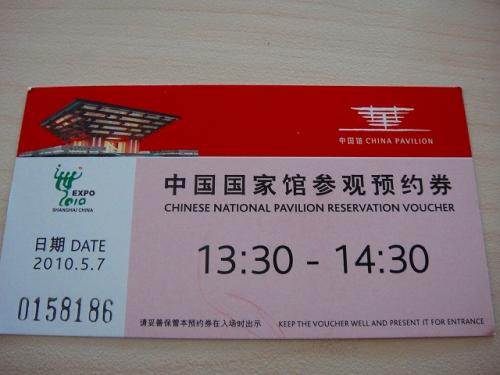 中国馆 CHINA PAVILION
EXPO
2010
SHANGHAI CHINA
中国国家馆参观预约券
CHINESE NATIONAL PAVILION RESERVATION VOUCHER
日期 DATE
2010.5.7
13:30 - 14:30
0158186
请妥善保管本预约券在入场时出示 KEEP THE VOUCHER WELL AND PRESENT IT FOR ENTRANCE